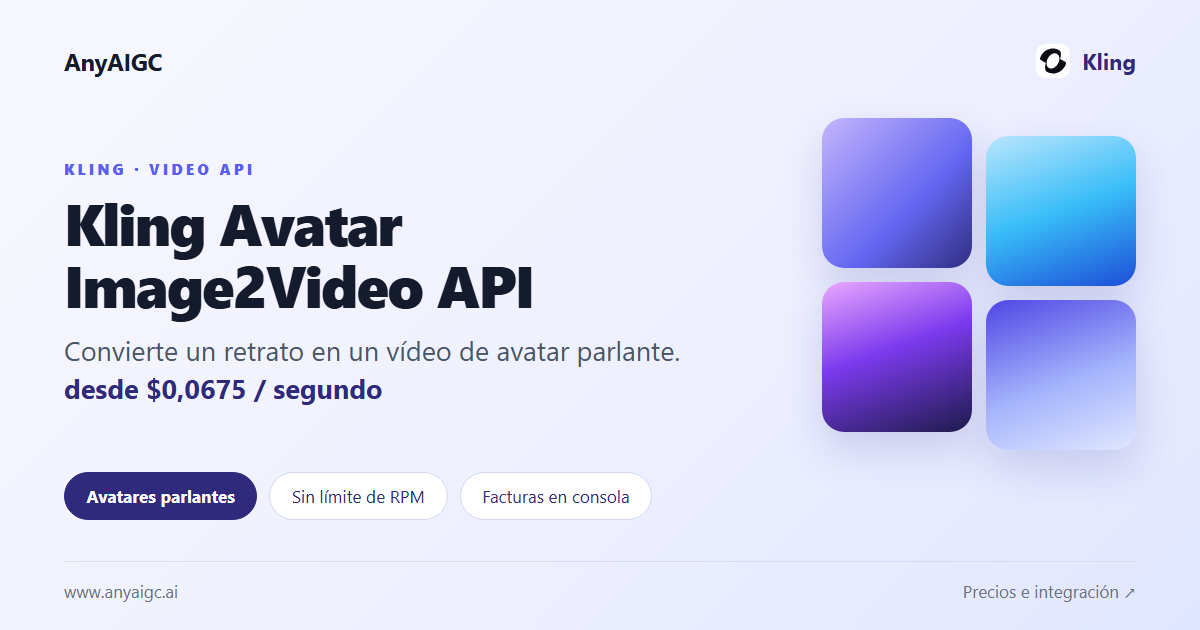 AnyAIGC
Kling
KLING · VIDEO API
Kling Avatar
Image2Video API
Convierte un retrato en un vídeo de avatar parlante.
desde $0,0675 / segundo
Avatares parlantes
Sin límite de RPM
Facturas en consola
www.anyaigc.ai
Precios e integración ↗